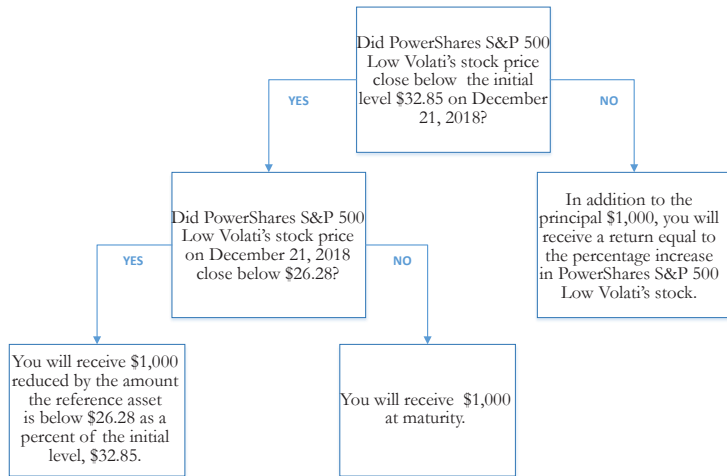 Did PowerShares S&P 500
Low Volati's stock price
close below the initial
level $32.85 on December
21, 2018?
YES
NO
Did PowerShares S&P 500
Low Volati's stock price
on December 21, 2018
close below $26.28?
In addition to the
principal $1,000, you will
receive a return equal to
the percentage increase
in PowerShares S&P 500
Low Volati's stock.
YES
NO
You will receive $1,000
reduced by the amount
the reference asset
is below $26.28 as a
percent of the initial
level, $32.85.
You will receive $1,000
at maturity.